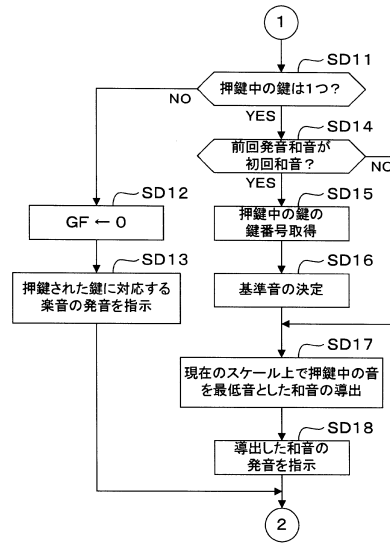 1
SD11
押鍵中の鍵は1つ?
NO
YES
SD14
前回発音和音が
初回和音?
NO
YES
SD12
GF ← 0
SD15
押鍵中の鍵の
鍵番号取得
SD13
押鍵された鍵に対応する
楽音の発音を指示
SD16
基準音の決定
SD17
現在のスケール上で押鍵中の音
を最低音とした和音の導出
SD18
導出した和音の
発音を指示
2